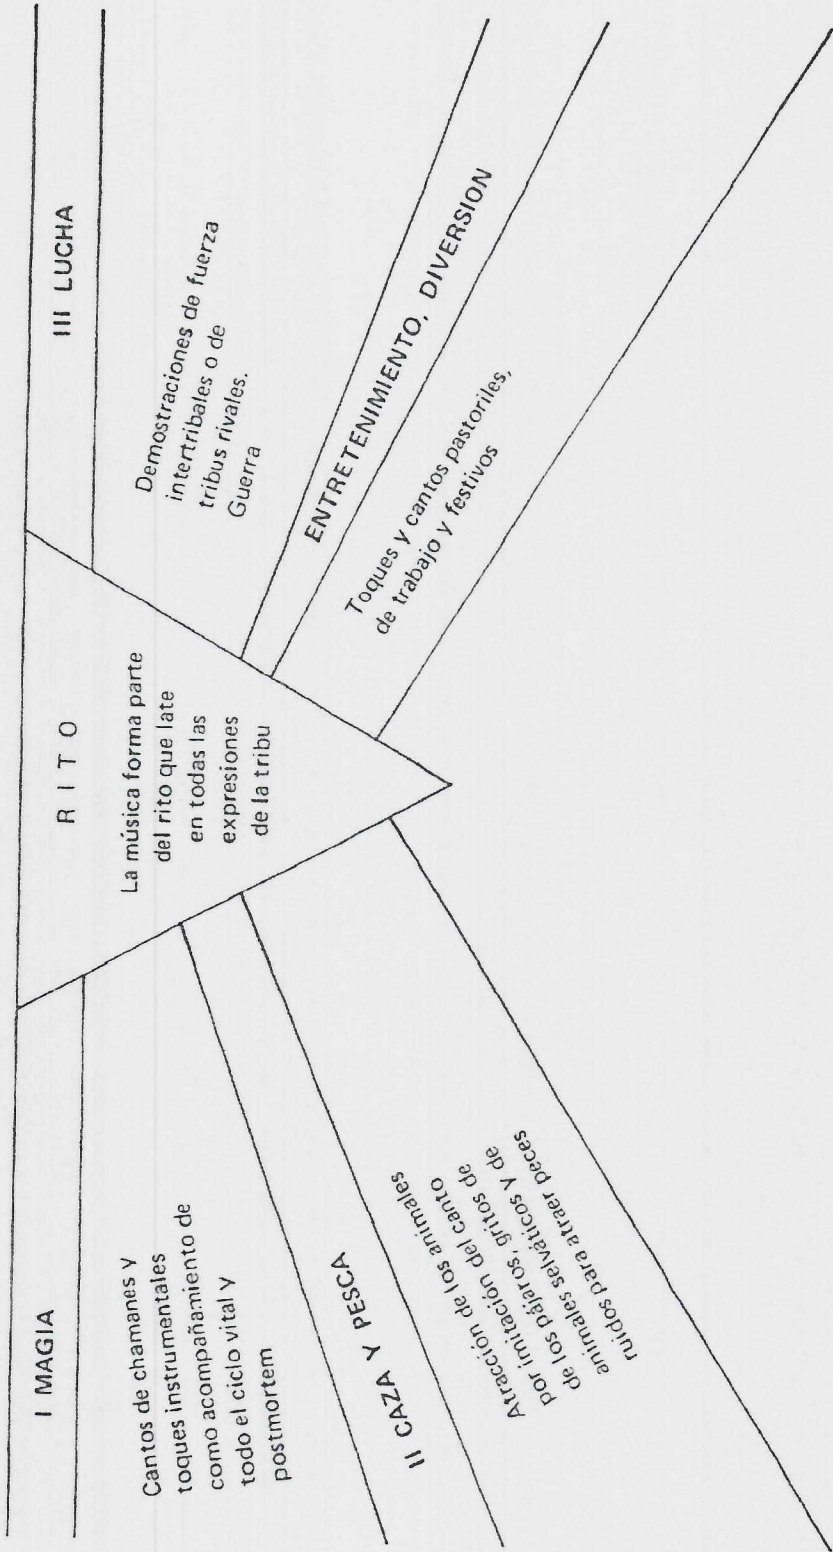 I MAGIA
Cantos de chamanes y
toques instrumentales
como acompañamiento de
todo el ciclo vital y
postmortem
II CAZA Y PESCA
Atracción de los animales
por imitación del canto
de los pájaros, gritos de
animales selváticos y de
ruidos para atraer peces
R I T O
La música forma parte
del rito que late
en todas las
expresiones
de la tribu
III LUCHA
Demostraciones de fuerza
intertribales o de
tribus rivales.
Guerra
ENTRETENIMIENTO, DIVERSION
Toques y cantos pastoriles,
de trabajo y festivos